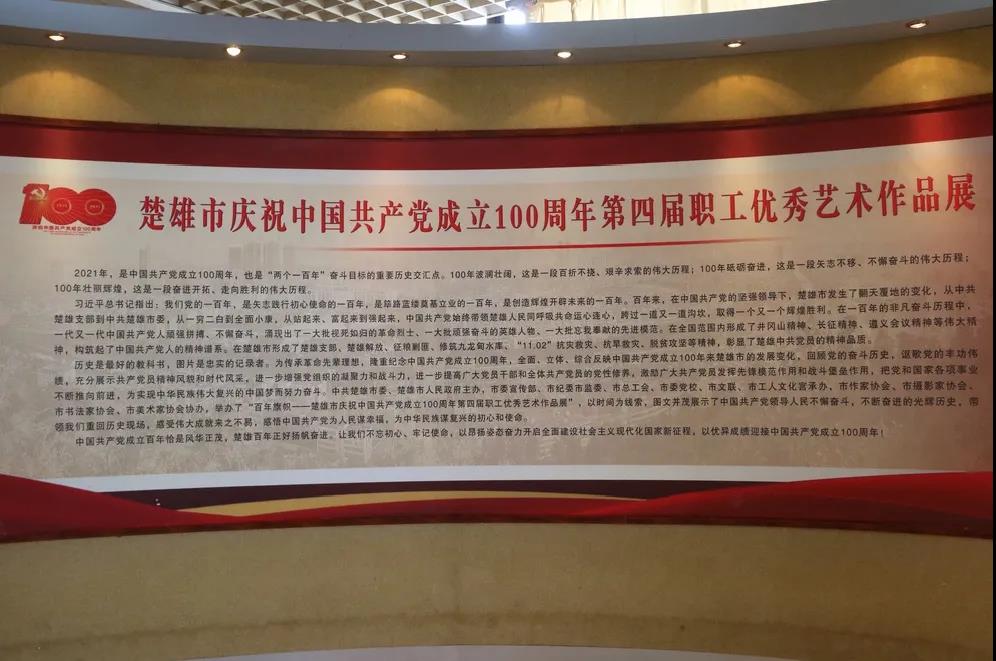 100
庆祝中国共产党成立100周年
楚雄市庆祝中国共产党成立100周年第四届职工优秀艺术作品展
2021年，是中国共产党成立100周年，也是“两个一百年”奋斗目标的重要历史交汇点。100年波澜壮阔，这是一段百折不挠、艰辛求索的伟大历程；100年砥砺奋进，这是一段矢志不移、不懈奋斗的伟大历程；
100年壮丽辉煌，这是一段奋进开拓、走向胜利的伟大历程。
习近平总书记指出：我们党的一百年，是矢志践行初心使命的一百年，是筚路蓝缕奠基立业的一百年，是创造辉煌开辟未来的一百年。百年来，在中国共产党的坚强领导下，楚雄市发生了翻天覆地的变化，从中共
楚雄支部到中共楚雄市委，从一穷二白到全面小康，从站起来、富起来到强起来，中国共产党始终带领楚雄人民同呼吸共命运心连心，跨过一道又一道沟坎，取得一个又一个辉煌胜利。在一百年的非凡奋斗历程中，
一代又一代中国共产党人顽强拼搏、不懈奋斗，涌现出了一大批视死如归的革命烈士、一大批顽强奋斗的英雄人物、一大批忘我奉献的先进模范。在全国范围内形成了井冈山精神、长征精神、遵义会议精神等伟大精
神，构筑起了中国共产党人的精神谱系。在楚雄市形成了楚雄支部、楚雄解放、征粮剿匪、修筑九龙甸水库、“11.02”抗灾救灾、抗旱救灾、脱贫攻坚等精神，彰显了楚雄中共党员的精神品质。
历史是最好的教科书，图片是忠实的记录者。为传承革命先辈理想，隆重纪念中国共产党成立100周年，全面、立体、综合反映中国共产党成立100年来楚雄市的发展变化，回顾党的奋斗历史，讴歌党的丰功伟
绩，充分展示共产党员精神风貌和时代风采，进一步增强党组织的凝聚力和战斗力，进一步提高广大党员干部和全体共产党员的党性修养，激励广大共产党员发挥先锋模范作用和战斗堡垒作用，把党和国家各项事业
不断推向前进，为实现中华民族伟大复兴的中国梦而努力奋斗。中共楚雄市委、楚雄市人民政府主办，市委宣传部、市纪委市监委、市总工会、市委党校、市文联、市工人文化宫承办，市作家协会、市摄影家协会、
市书法家协会、市美术家协会协办，举办了“百年旗帜——楚雄市庆祝中国共产党成立100周年第四届职工优秀艺术作品展”，以时间为线索，图文并茂展示了中国共产党领导人民不懈奋斗，不断奋进的光辉历史，带
领我们重回历史现场，感受伟大成就来之不易，感悟中国共产党为人民谋幸福，为中华民族谋复兴的初心和使命。
中国共产党成立百年恰是风华正茂，楚雄百年正好扬帆奋进。让我们不忘初心、牢记使命，以昂扬姿态奋力开启全面建设社会主义现代化国家新征程，以优异成绩迎接中国共产党成立100周年！